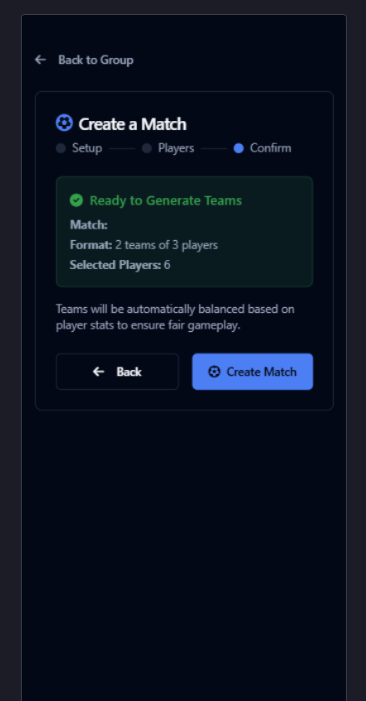 Back to Group
Create a Match
Setup Players Confirm
Ready to Generate Teams
Match:
Format: 2 teams of 3 players
Selected Players: 6
Teams will be automatically balanced based on
player stats to ensure fair gameplay.
Back Create Match